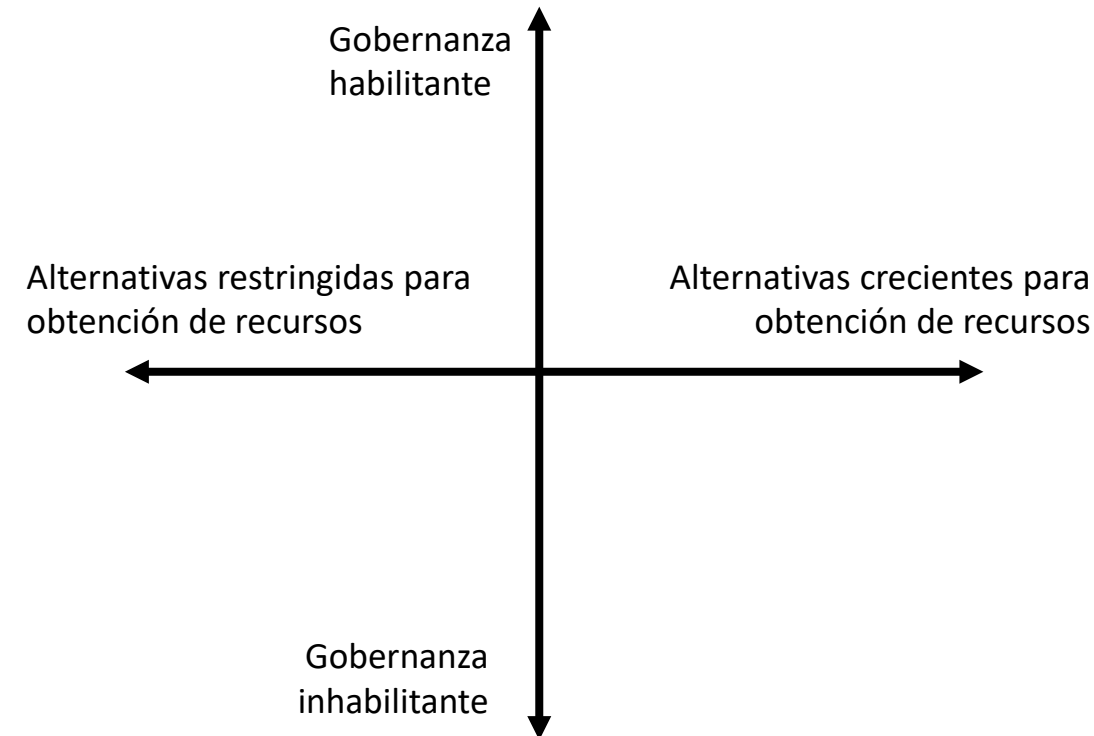 Gobernanza
habilitante
Alternativas restringidas para
obtención de recursos
Alternativas crecientes para
obtención de recursos
Gobernanza
inhabilitante